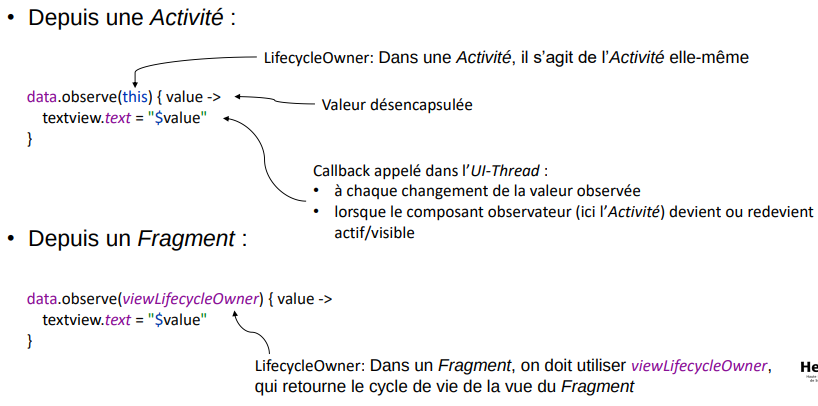 • Depuis une Activité :
LifecycleOwner: Dans une Activité, il s'agit de l'Activité elle-même
data.observe(this) { value ->
Valeur désencapsulée
textview.text = "$value"
}
Callback appelé dans l'UI-Thread :
• à chaque changement de la valeur observée
• lorsque le composant observateur (ici l'Activité) devient ou redevient
actif/visible
• Depuis un Fragment :
data.observe(viewLifecycleOwner) { value ->
textview.text = "$value"
}
LifecycleOwner: Dans un Fragment, on doit utiliser viewLifecycleOwner,
qui retourne le cycle de vie de la vue du Fragment
He